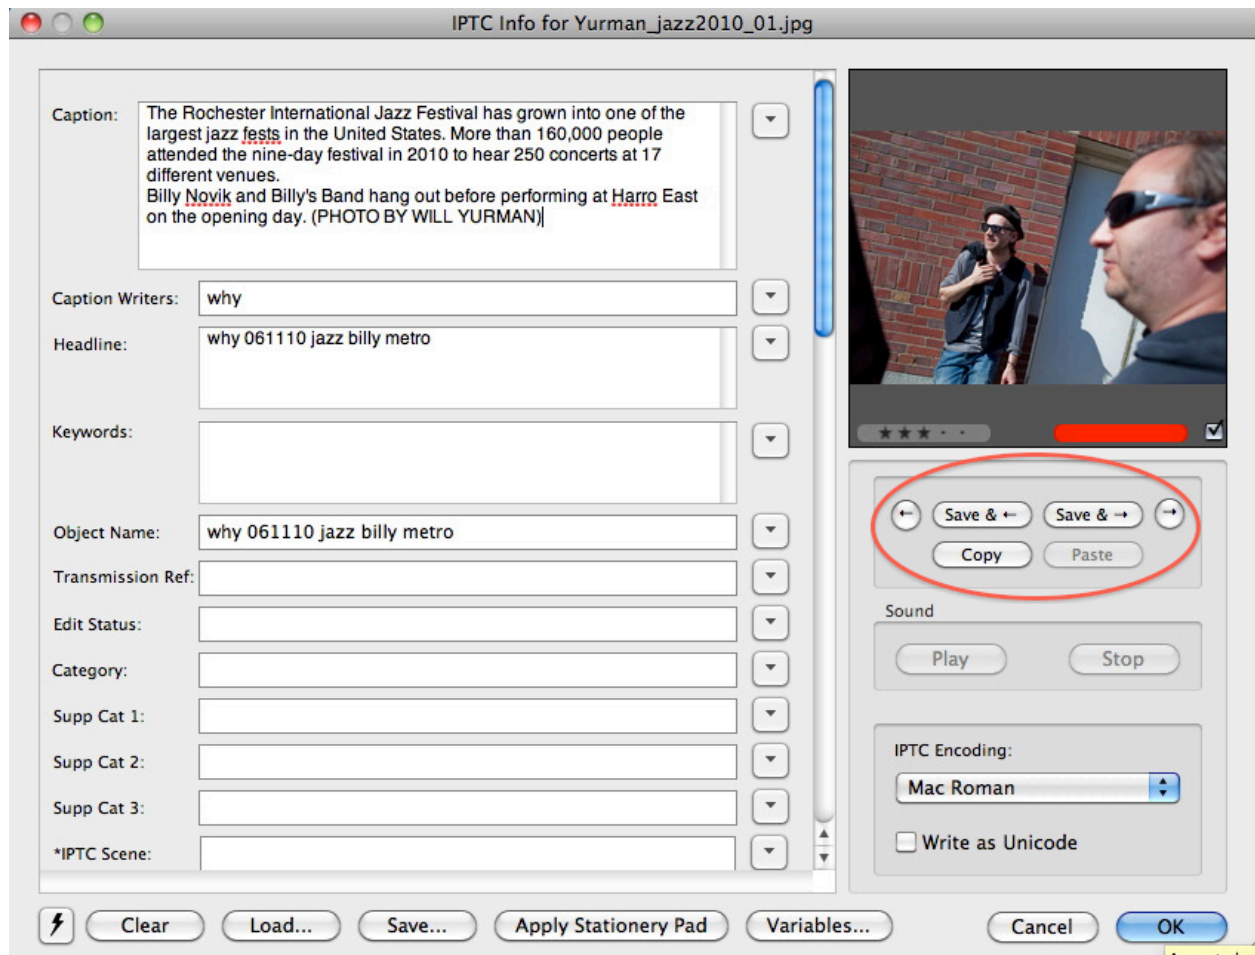 IPTC Info for Yurman_jazz2010_01.jpg
Caption:
The Rochester International Jazz Festival has grown into one of the
largest jazz fests in the United States. More than 160,000 people
attended the nine-day festival in 2010 to hear 250 concerts at 17
different venues.
Billy Novik and Billy's Band hang out before performing at Harro East
on the opening day. (PHOTO BY WILL YURMAN)
Caption Writers: why
Headline: why 061110 jazz billy metro
Keywords:
Object Name: why 061110 jazz billy metro
Transmission Ref:
Edit Status:
Category:
Supp Cat 1:
Supp Cat 2:
Supp Cat 3:
*IPTC Scene:
← Save & ← Save & → →
Copy Paste
Sound
Play Stop
IPTC Encoding:
Mac Roman
Write as Unicode
Clear Load... Save... Apply Stationery Pad Variables... Cancel OK